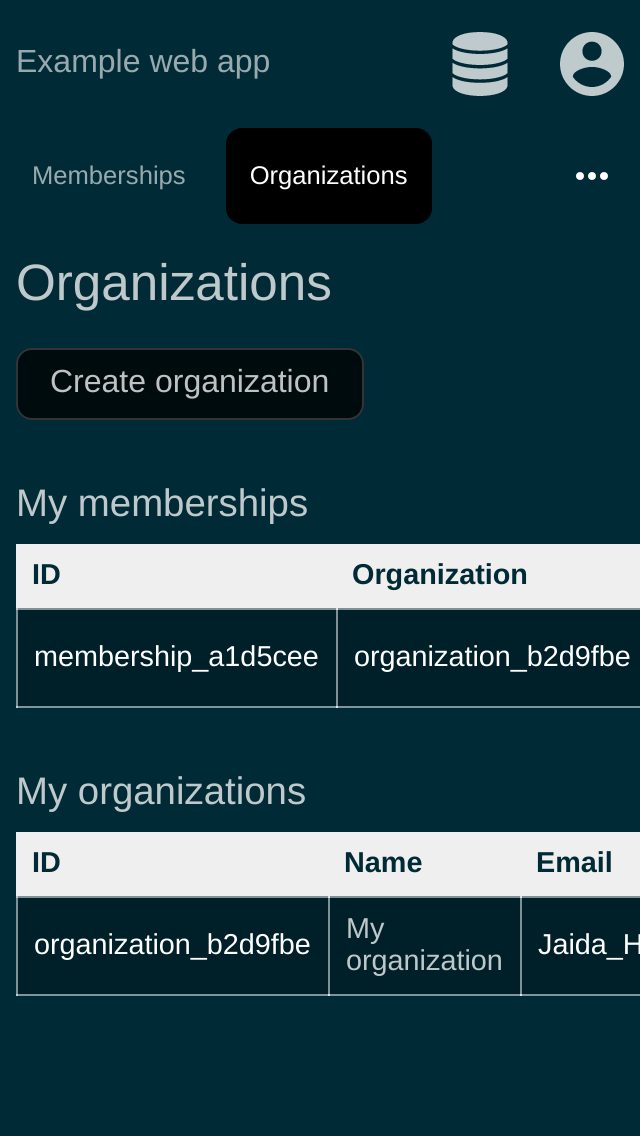 Example web app
Memberships
Organizations
Organizations
Create organization
My memberships
ID Organization
membership_a1d5cee organization_b2d9fbe
My organizations
ID Name Email
organization_b2d9fbe My organization Jaida_H